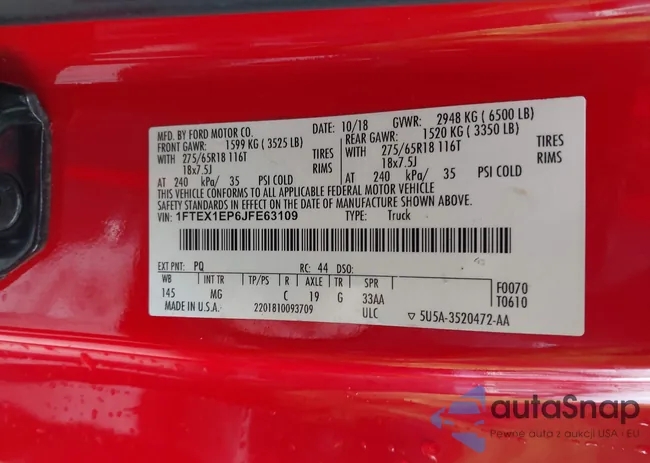 MFD. BY FORD MOTOR CO. DATE: 10/18 GVWR: 2948 KG ( 6500 LB)
FRONT GAWR: 1599 KG ( 3525 LB) REAR GAWR: 1520 KG ( 3350 LB)
WITH 275/65R18 116T TIRES WITH 275/65R18 116T TIRES
18x7.5J RIMS 18x7.5J RIMS
AT 240 kPa/ 35 PSI COLD AT 240 kPa/ 35 PSI COLD
THIS VEHICLE CONFORMS TO ALL APPLICABLE FEDERAL MOTOR VEHICLE
SAFETY STANDARDS IN EFFECT ON THE DATE OF MANUFACTURE SHOWN ABOVE.
VIN: 1FTEX1EP6JFE63109 TYPE: Truck
EXT PNT: PQ RC: 44 DSO:
WB INT TR TP/PS R AXLE TR SPR F0070
145 MG C 19 G 33AA T0610
MADE IN U.S.A. 2201810093709 ULC ▽ 5U5A-3520472-AA
autaSnap
Pewne auta z aukcji USA - EU